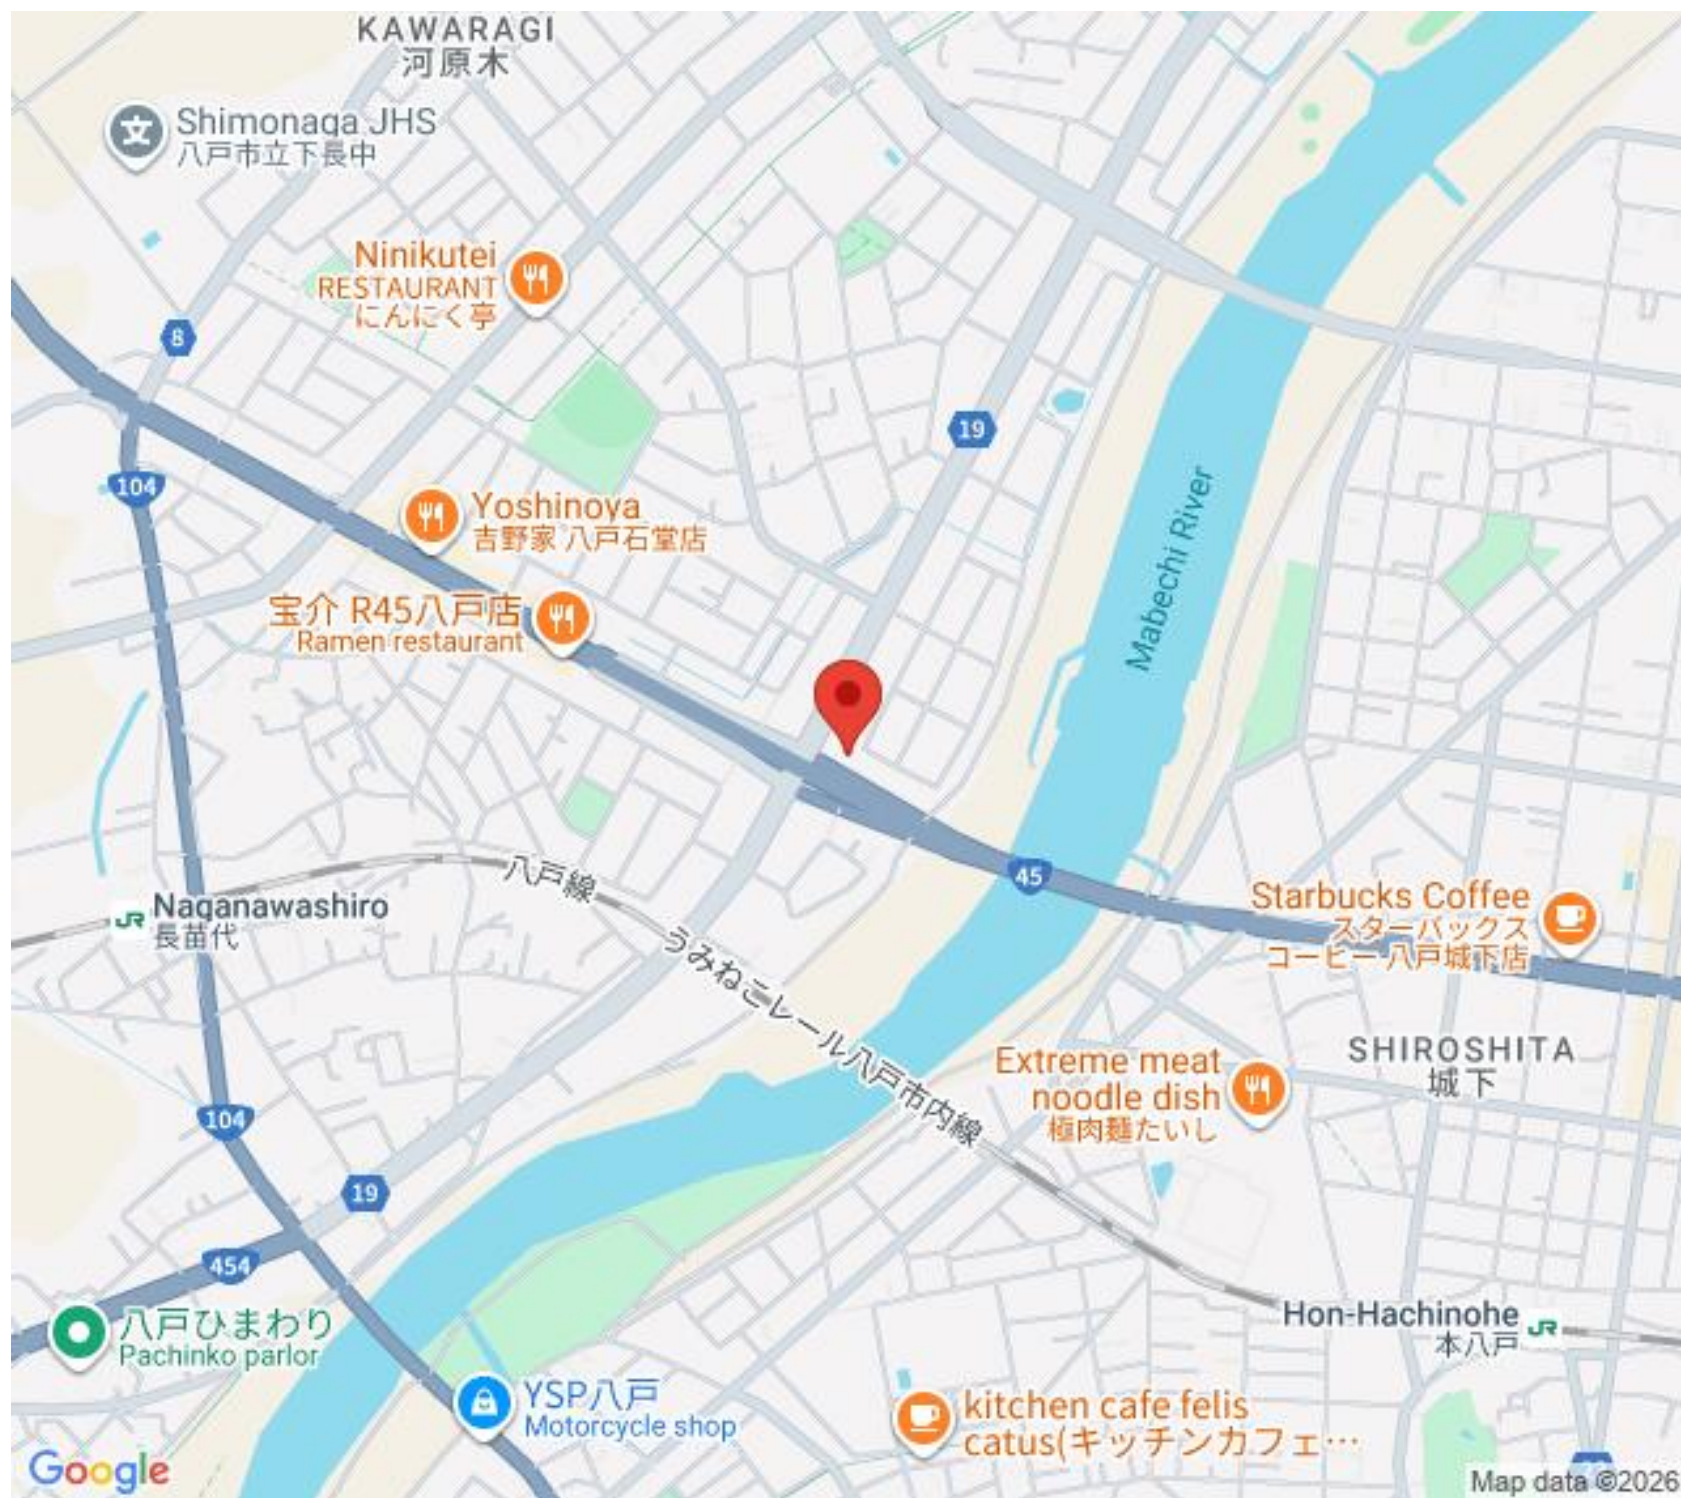 KAWARAGI
河原木
Shimonaga JHS
八戸市立下長中
Ninikutei
RESTAURANT
にんにく亭
8
19
104
Yoshinoya
吉野家 八戸石堂店
宝介 R45八戸店
Ramen restaurant
Mabechi River
八戸線
45
Starbucks Coffee
スターバックス
コーヒー 八戸城下店
Naganawashiro
長苗代
JR
うみねこレール八戸市内線
SHIROSHITA
城下
Extreme meat
noodle dish
極肉麺たいし
104
19
454
Hon-Hachinohe
本八戸
JR
八戸ひまわり
Pachinko parlor
YSP八戸
Motorcycle shop
kitchen cafe felis
catus(キッチンカフェ…
Google
Map data ©2026